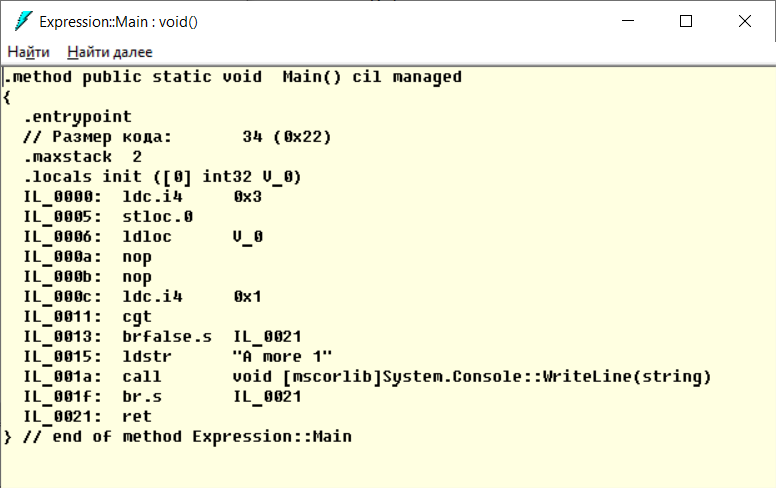 Expression::Main : void()
Найти Найти далее
.method public static void  Main() cil managed
{
  .entrypoint
  // Размер кода:       34 (0x22)
  .maxstack  2
  .locals init ([0] int32 V_0)
  IL_0000:  ldc.i4     0x3
  IL_0005:  stloc.0
  IL_0006:  ldloc      V_0
  IL_000a:  nop
  IL_000b:  nop
  IL_000c:  ldc.i4     0x1
  IL_0011:  cgt
  IL_0013:  brfalse.s  IL_0021
  IL_0015:  ldstr      "A more 1"
  IL_001a:  call       void [mscorlib]System.Console::WriteLine(string)
  IL_001f:  br.s       IL_0021
  IL_0021:  ret
} // end of method Expression::Main